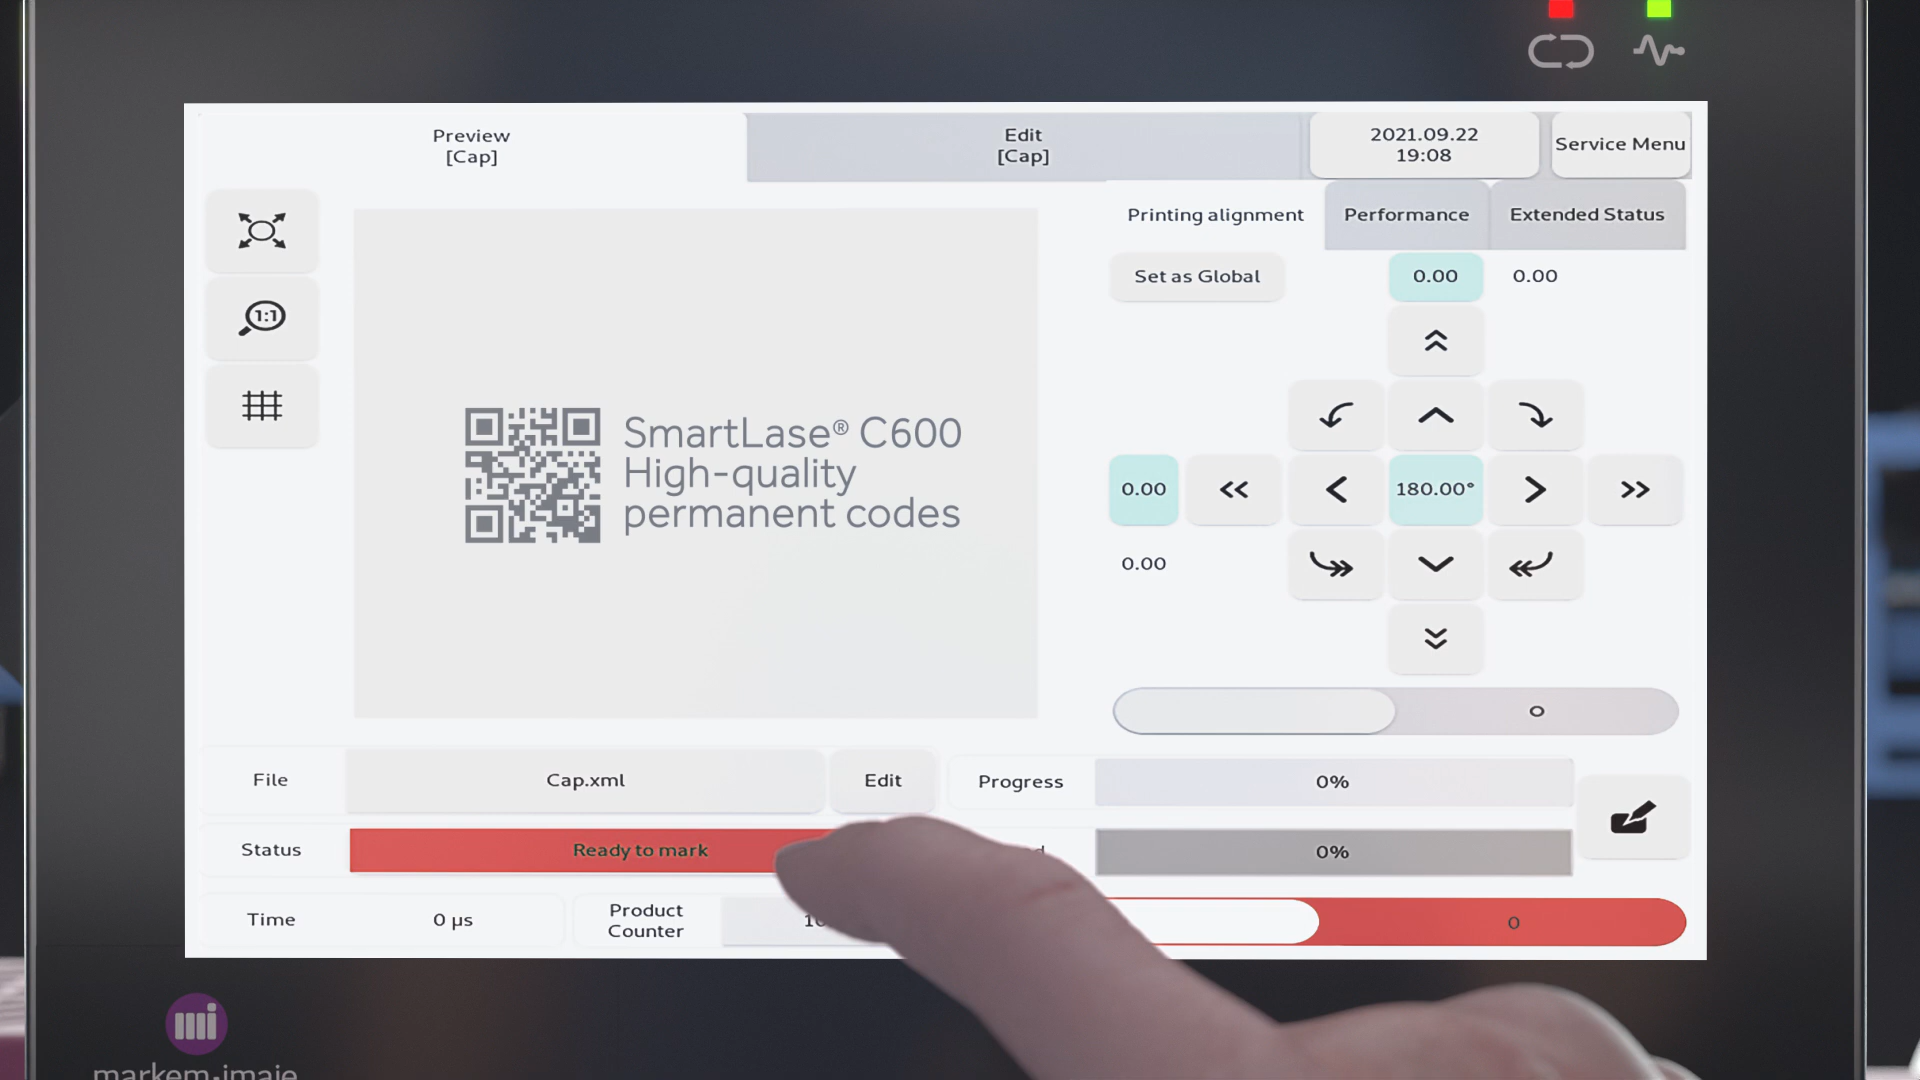 Preview
[Cap]
Edit
[Cap]
2021.09.22
19:08
Service Menu
Printing alignment
Performance
Extended Status
Set as Global
0.00
0.00
1:1
SmartLase® C600
High-quality
permanent codes
0.00
180.00°
0.00
0
File
Cap.xml
Edit
Progress
0%
Status
Ready to mark
0%
Time
0 µs
Product
Counter
0
markem·imaje